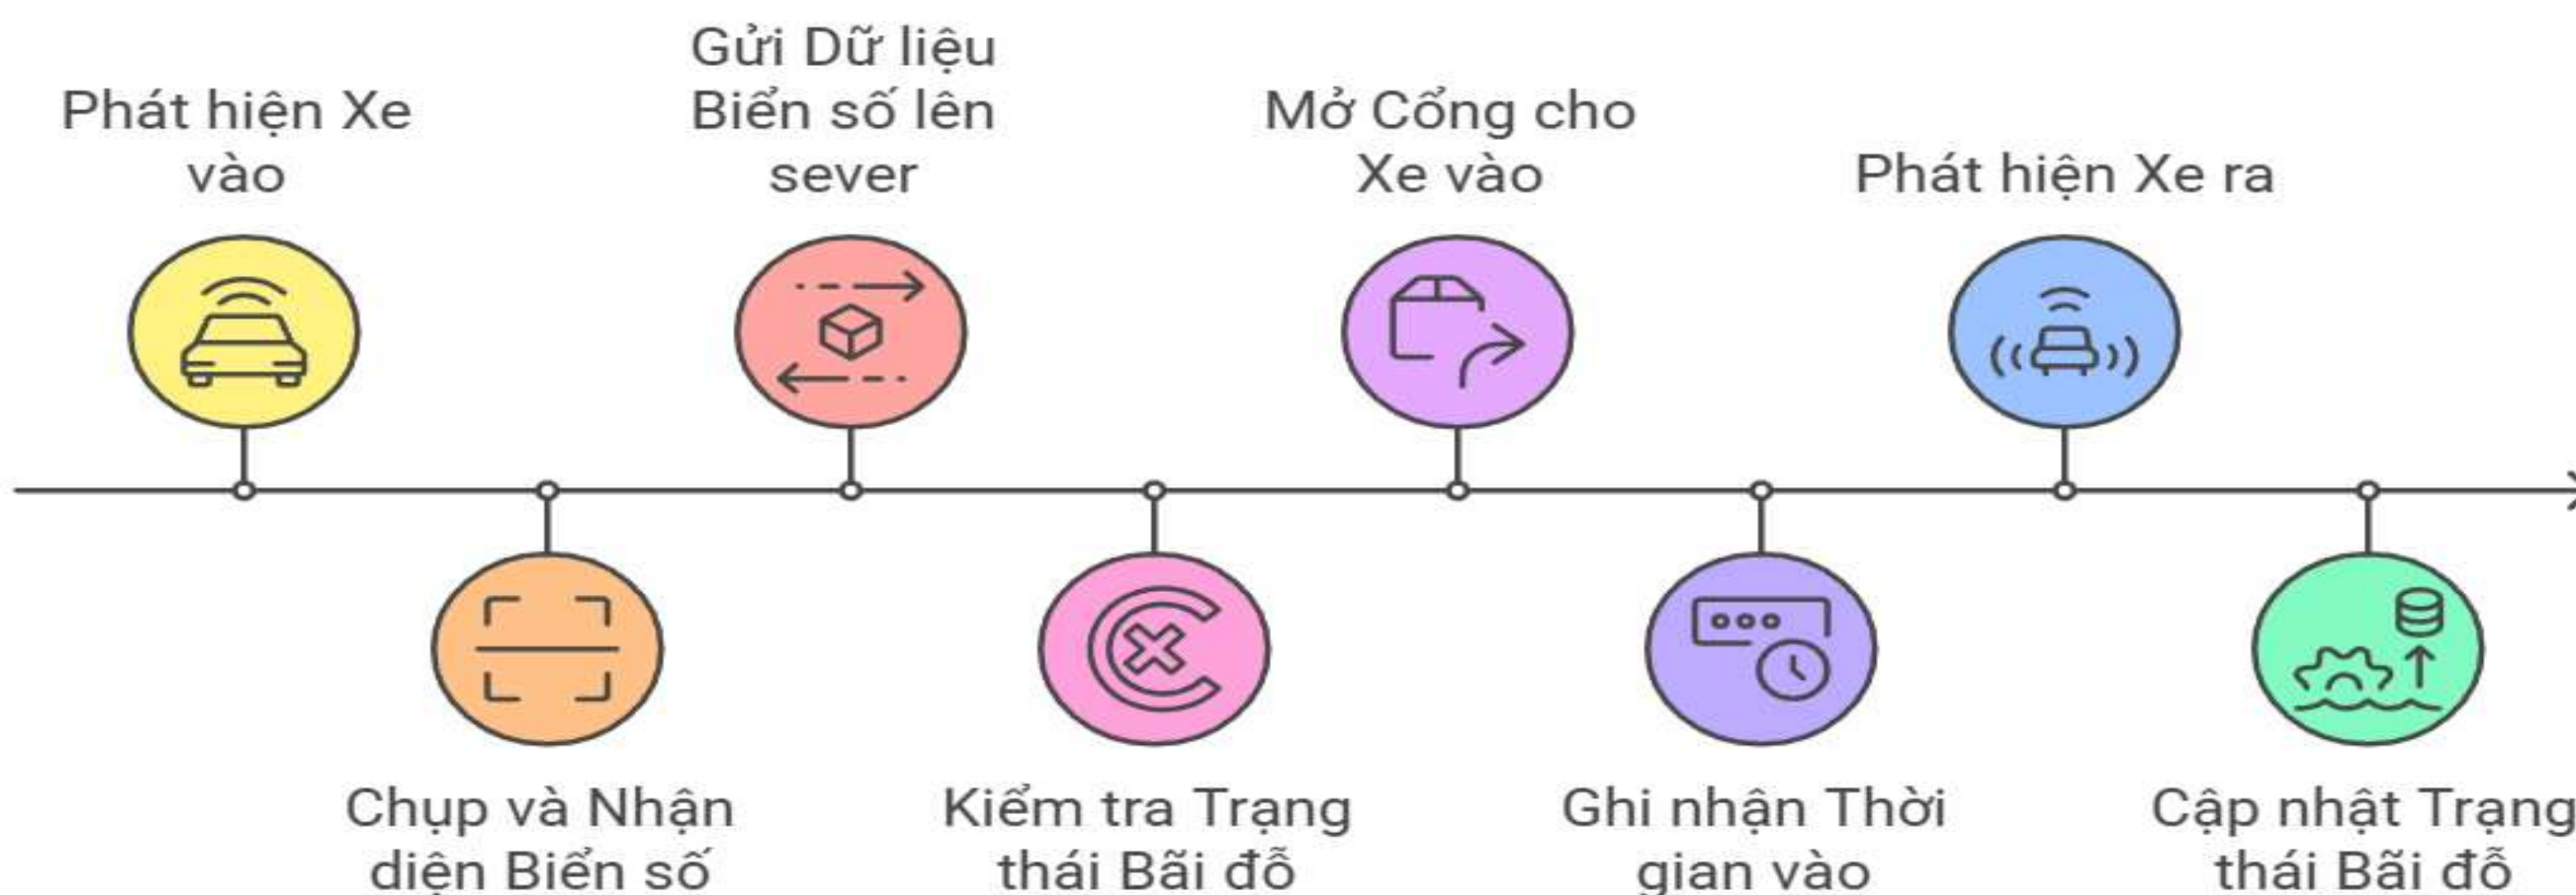 Phát hiện Xe
vào
Chụp và Nhận
diện Biển số
Gửi Dữ liệu
Biển số lên
sever
Kiểm tra Trạng
thái Bãi đỗ
Mở Cổng cho
Xe vào
Ghi nhận Thời
gian vào
Phát hiện Xe ra
Cập nhật Trạng
thái Bãi đỗ